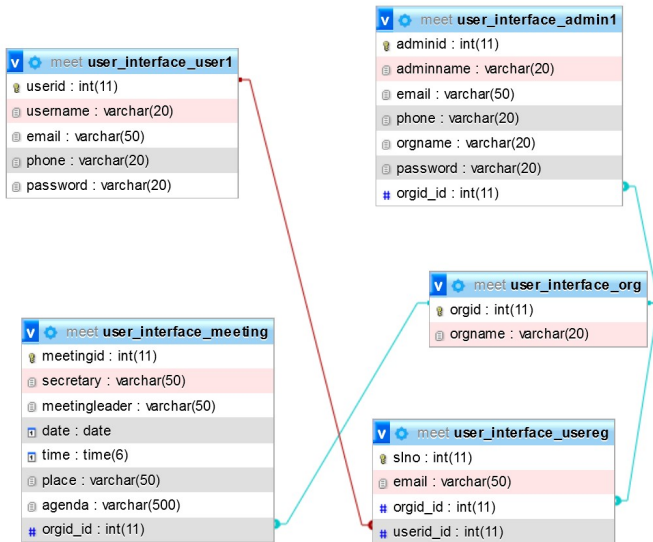 v meet user_interface_user1
userid : int(11)
username : varchar(20)
email : varchar(50)
phone : varchar(20)
password : varchar(20)
v meet user_interface_admin1
adminid : int(11)
adminname : varchar(20)
email : varchar(50)
phone : varchar(20)
orgname : varchar(20)
password : varchar(20)
# orgid_id : int(11)
v meet user_interface_org
orgid : int(11)
orgname : varchar(20)
v meet user_interface_meeting
meetingid : int(11)
secretary : varchar(50)
meetingleader : varchar(50)
date : date
time : time(6)
place : varchar(50)
agenda : varchar(500)
# orgid_id : int(11)
v meet user_interface_usereg
slno : int(11)
email : varchar(50)
# orgid_id : int(11)
# userid_id : int(11)